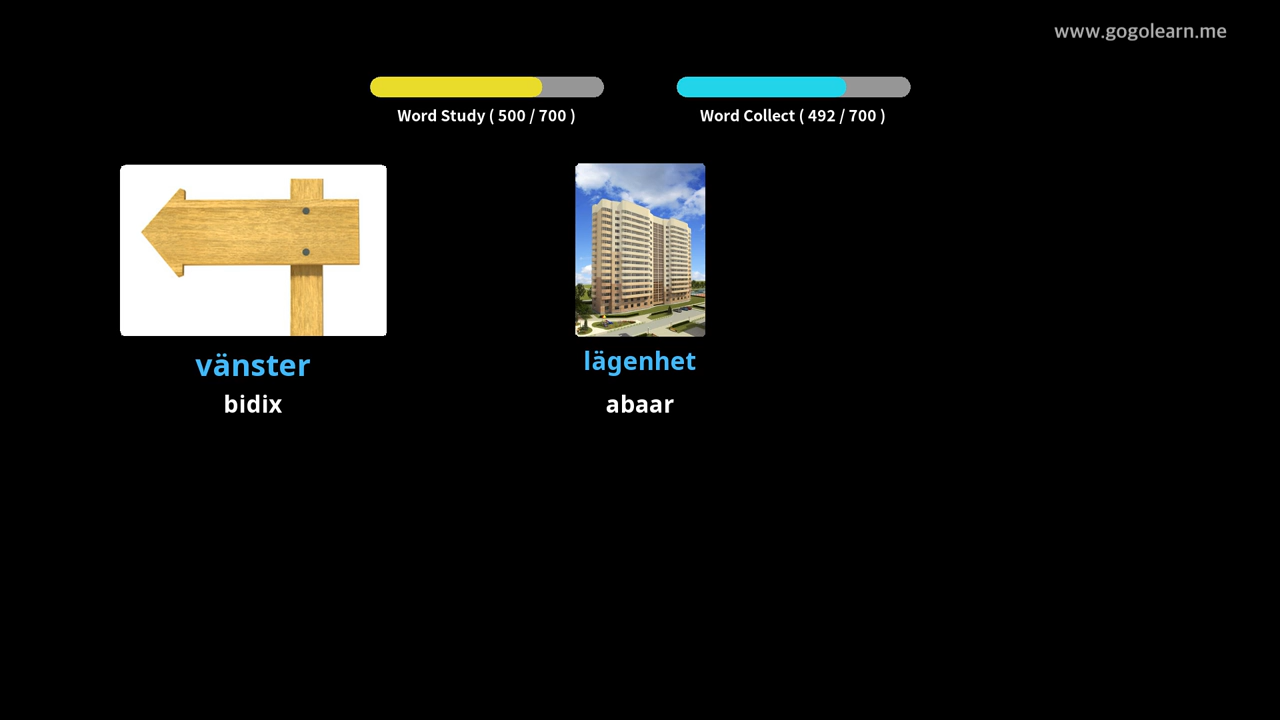 www.gogolearn.me
Word Study ( 500 / 700 )
Word Collect ( 492 / 700 )
vänster
bidix
lägenhet
abaar